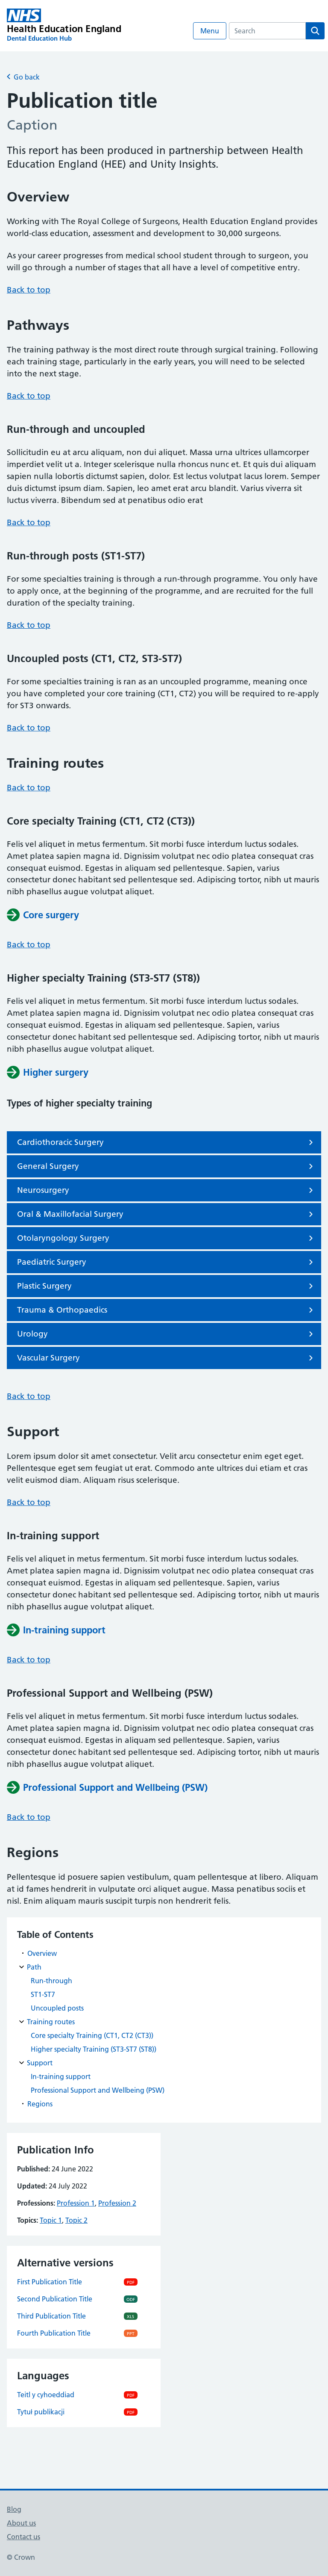 NHS
Health Education England
Dental Education Hub
Menu
Search
Go back
Publication title
Caption
This report has been produced in partnership between Health
Education England (HEE) and Unity Insights.
Overview
Working with The Royal College of Surgeons, Health Education England provides
world-class education, assessment and development to 30,000 surgeons.
As your career progresses from medical school student through to surgeon, you
will go through a number of stages that all have a level of competitive entry.
Back to top
Pathways
The training pathway is the most direct route through surgical training. Following
each training stage, particularly in the early years, you will need to be selected
into the next stage.
Back to top
Run-through and uncoupled
Sollicitudin eu at arcu aliquam, non dui aliquet. Massa urna ultrices ullamcorper
imperdiet velit ut a. Integer scelerisque nulla rhoncus nunc et. Et quis dui aliquam
sapien nulla lobortis dictumst sapien, dolor. Est lectus volutpat lacus lorem. Semper
duis dictumst ipsum diam. Sapien, leo amet erat arcu blandit. Varius viverra sit
luctus viverra. Bibendum sed at penatibus odio erat
Back to top
Run-through posts (ST1-ST7)
For some specialties training is through a run-through programme. You only have
to apply once, at the beginning of the programme, and are recruited for the full
duration of the specialty training.
Back to top
Uncoupled posts (CT1, CT2, ST3-ST7)
For some specialties training is ran as an uncoupled programme, meaning once
you have completed your core training (CT1, CT2) you will be required to re-apply
for ST3 onwards.
Back to top
Training routes
Back to top
Core specialty Training (CT1, CT2 (CT3))
Felis vel aliquet in metus fermentum. Sit morbi fusce interdum luctus sodales.
Amet platea sapien magnis id. Dignissim volutpat nec odio platea consequat cras
consequat. Euismod. Egestas in aliquam sed pellentesque. Sapien, varius
consectetur donec habitant sed pellentesque sed. Adipiscing tortor, nibh ut mauris
nibh phasellus augue volutpat aliquet.
Core surgery
Back to top
Higher specialty Training (ST3-ST7 (ST8))
Felis vel aliquet in metus fermentum. Sit morbi fusce interdum luctus sodales.
Amet platea sapien magnis id. Dignissim volutpat nec odio platea consequat cras
consequat. Euismod. Egestas in aliquam sed pellentesque. Sapien, varius
consectetur donec habitant sed pellentesque sed. Adipiscing tortor, nibh ut mauris
nibh phasellus augue volutpat aliquet.
Higher surgery
Types of higher specialty training
Cardiothoracic Surgery
General Surgery
Neurosurgery
Oral & Maxillofacial Surgery
Otolaryngology Surgery
Paediatric Surgery
Plastic Surgery
Trauma & Orthopaedics
Urology
Vascular Surgery
Back to top
Support
Lorem ipsum dolor sit amet consectetur. Velit arcu consectetur enim eget eget.
Pellentesque eget sem feugiat ut erat. Commodo ante ultrices dui etiam et cras
velit euismod diam. Aliquam risus scelerisque.
Back to top
In-training support
Felis vel aliquet in metus fermentum. Sit morbi fusce interdum luctus sodales.
Amet platea sapien magnis id. Dignissim volutpat nec odio platea consequat cras
consequat. Euismod. Egestas in aliquam sed pellentesque. Sapien, varius
consectetur donec habitant sed pellentesque sed. Adipiscing tortor, nibh ut mauris
nibh phasellus augue volutpat aliquet.
In-training support
Back to top
Professional Support and Wellbeing (PSW)
Felis vel aliquet in metus fermentum. Sit morbi fusce interdum luctus sodales.
Amet platea sapien magnis id. Dignissim volutpat nec odio platea consequat cras
consequat. Euismod. Egestas in aliquam sed pellentesque. Sapien, varius
consectetur donec habitant sed pellentesque sed. Adipiscing tortor, nibh ut mauris
nibh phasellus augue volutpat aliquet.
Professional Support and Wellbeing (PSW)
Back to top
Regions
Pellentesque id posuere sapien vestibulum, quam pellentesque at libero. Aliquam
at id fames hendrerit in vulputate orci aliquet augue. Massa penatibus sociis et
nisl. Enim aliquam mauris suscipit turpis non hendrerit.
Table of Contents
Overview
Path
Run-through
ST1-ST7
Uncoupled posts
Training routes
Core specialty Training (CT1, CT2 (CT3))
Higher specialty Training (ST3-ST7 (ST8))
Support
In-training support
Professional Support and Wellbeing (PSW)
Regions
Publication Info
Published: 24 June 2022
Updated: 24 July 2022
Professions: Profession 1, Profession 2
Topics: Topic 1, Topic 2
Alternative versions
First Publication Title PDF
Second Publication Title ODF
Third Publication Title XLS
Fourth Publication Title PPT
Languages
Teitl y cyhoeddiad PDF
Tytuł publikacji PDF
Blog
About us
Contact us
© Crown